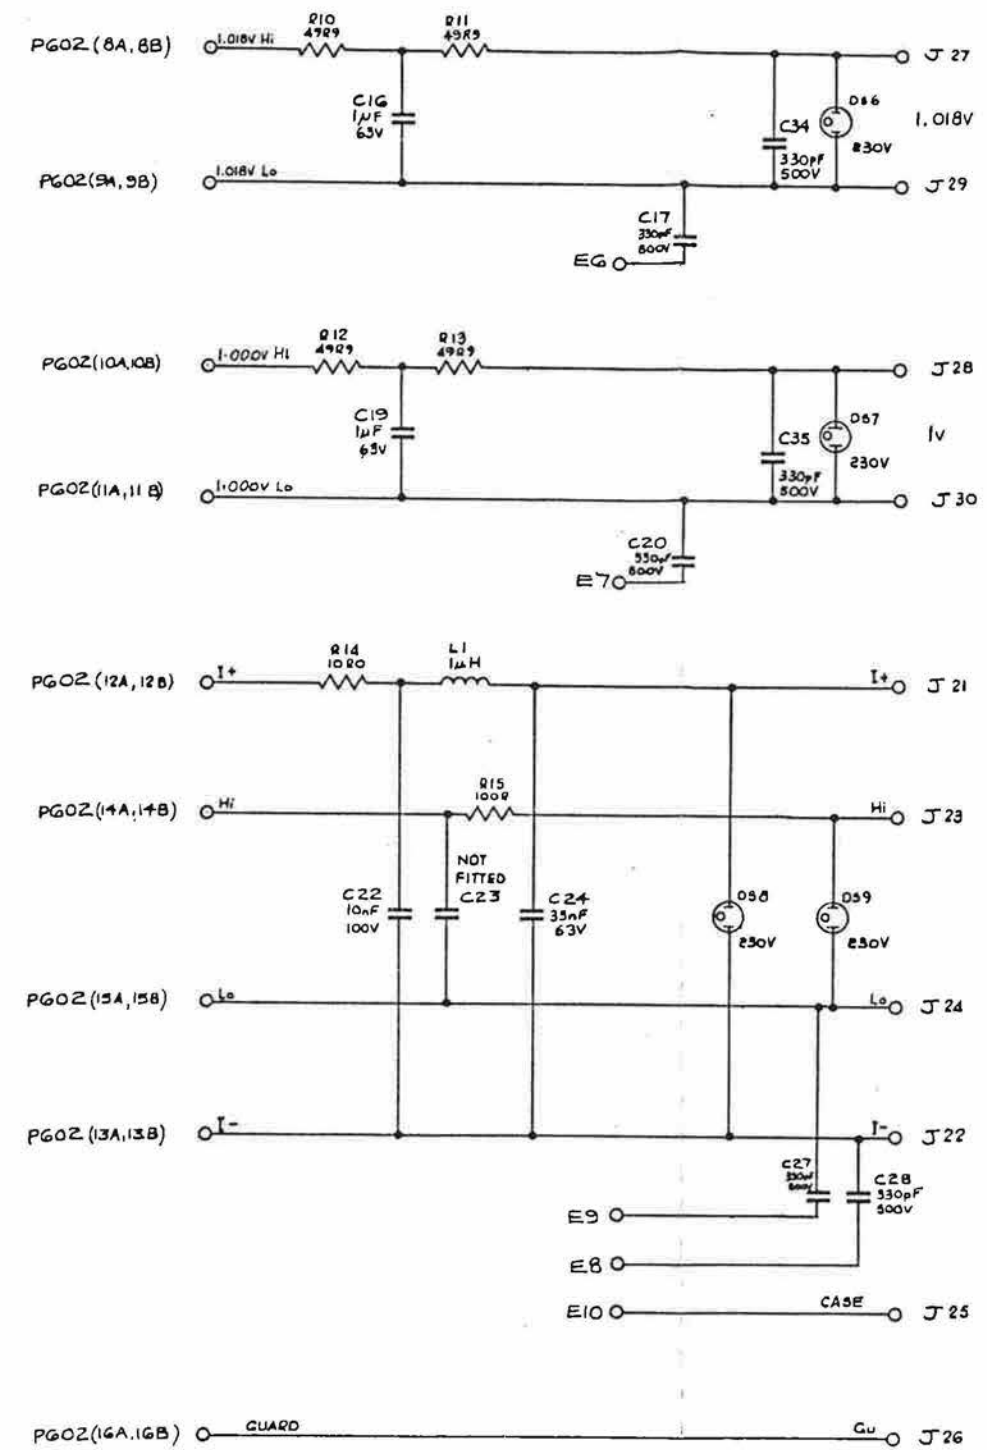 R10
49R9
R11
49R9
PG02 (8A, 8B)
1.018V Hi
J 27
C16
1µF
63V
C34
330pF
500V
DS6
230V
1.018V
PG02(9A, 9B)
1.018V Lo
J 29
C17
330pF
500V
E6
R12
49R9
R13
49R9
PG02(10A,10B)
1.000V Hi
J 28
C19
1µF
63V
C35
330pF
500V
DS7
230V
1V
PG02(11A,11B)
1.000V Lo
J 30
C20
330pF
500V
E7
R14
10R0
L1
1µH
PG02 (12A, 12B)
I+
I+
J 21
R15
100R
PG02(14A,14B)
Hi
Hi
J 23
NOT
FITTED
C23
C22
10nF
100V
C24
33nF
63V
DS8
230V
DS9
230V
PG02(15A,15B)
Lo
Lo
J 24
PG02 (13A,13B)
I-
I-
J 22
C27
C28
330pF
500V
E9
E8
E10
CASE
J 25
PG02(16A,16B)
GUARD
Gu
J 26